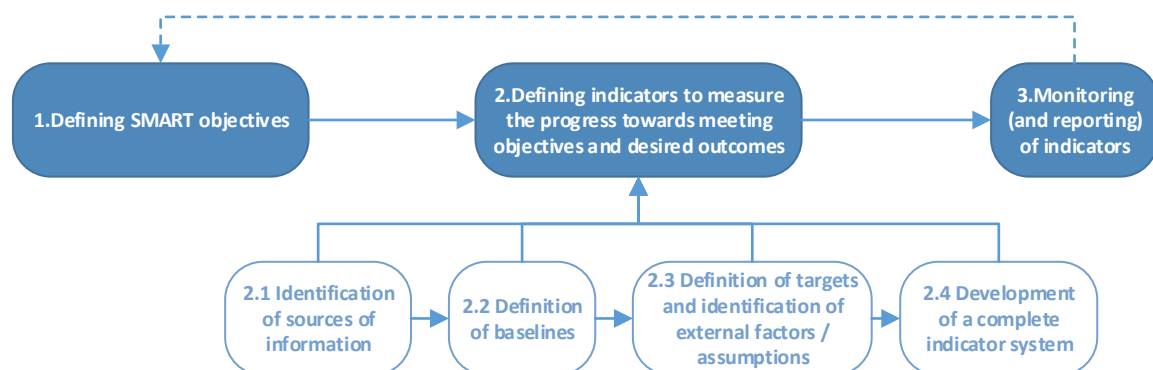 1.Defining SMART objectives
2.Defining indicators to measure
the progress towards meeting
objectives and desired outcomes
3.Monitoring
(and reporting)
of indicators
2.1 Identification
of sources of
information
2.2 Definition
of baselines
2.3 Definition of targets
and identification of
external factors /
assumptions
2.4 Development
of a complete
indicator system